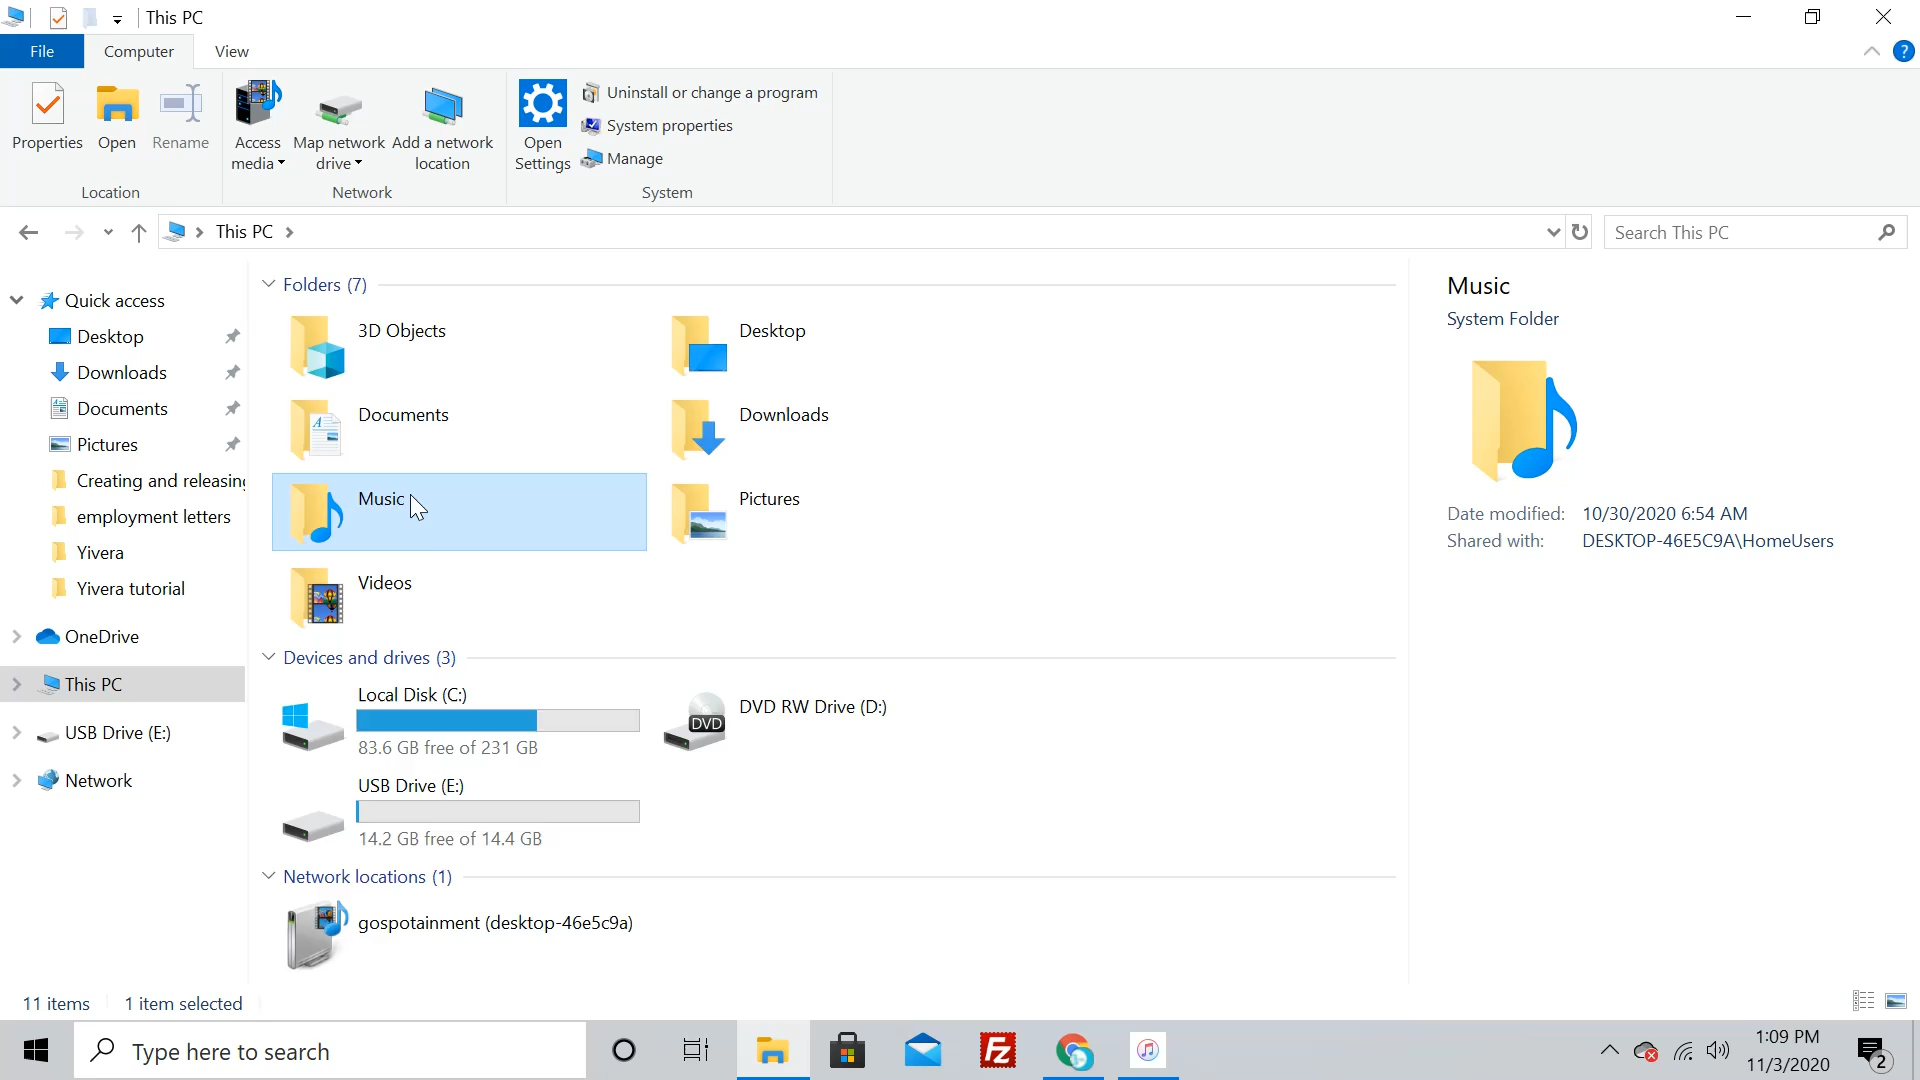 This PC
File
Computer
View
Properties
Open
Rename
Access
media
Map network
drive
Add a network
location
Open
Settings
Uninstall or change a program
System properties
Manage
Location
Network
System
This PC
Search This PC
Quick access
Desktop
Downloads
Documents
Pictures
Creating and releasing
employment letters
Yivera
Yivera tutorial
OneDrive
This PC
USB Drive (E:)
Network
Folders (7)
3D Objects
Desktop
Documents
Downloads
Music
Pictures
Videos
Devices and drives (3)
Local Disk (C:)
83.6 GB free of 231 GB
DVD
DVD RW Drive (D:)
USB Drive (E:)
14.2 GB free of 14.4 GB
Network locations (1)
gospotainment (desktop-46e5c9a)
Music
System Folder
Date modified: 10/30/2020 6:54 AM
Shared with: DESKTOP-46E5C9A\HomeUsers
11 items
1 item selected
Type here to search
Fz
1:09 PM
11/3/2020
2